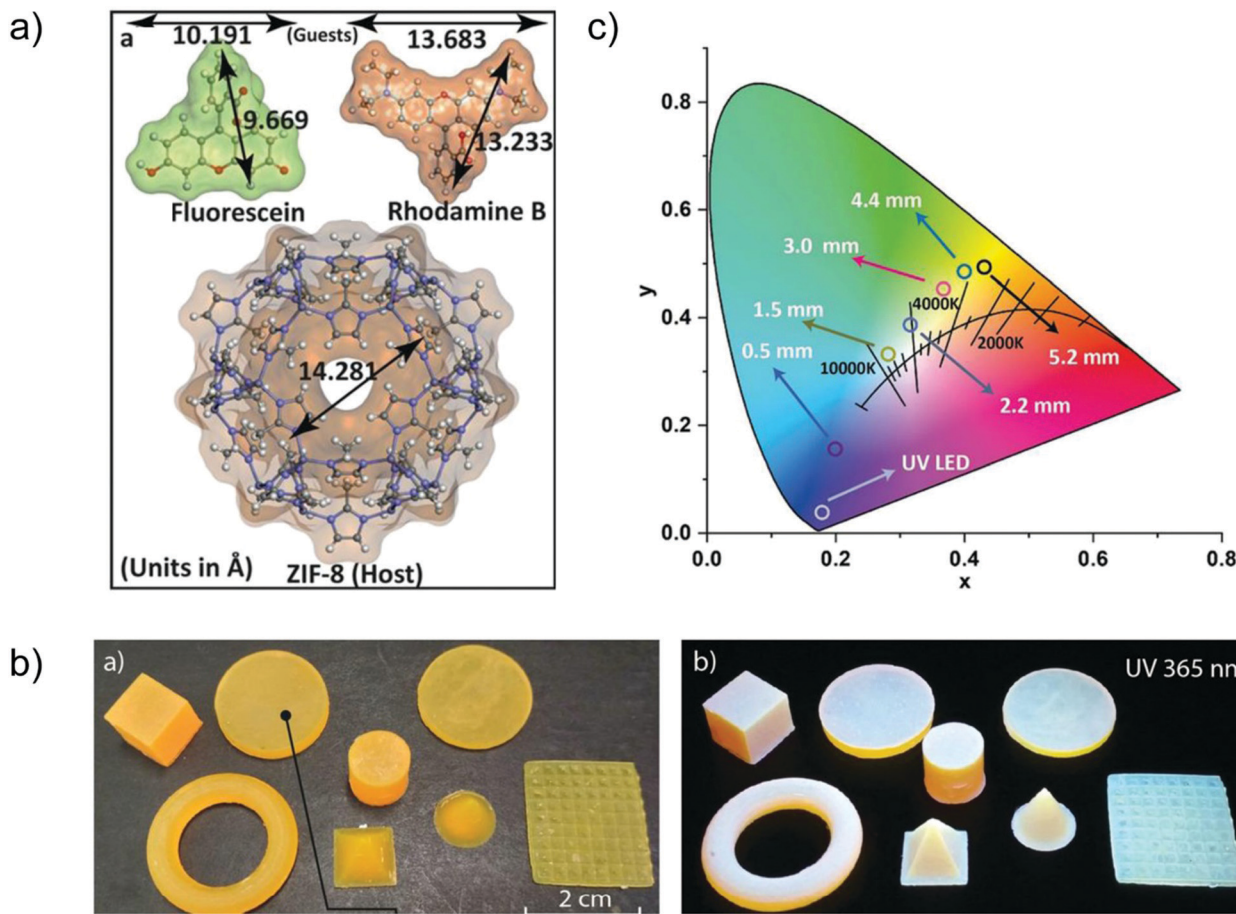 a)
a
10.191
(Guests)
13.683
9.669
13.233
Fluorescein
Rhodamine B
14.281
(Units in Å)
ZIF-8 (Host)
c)
y
0.8
0.6
0.4
0.2
0.0
4.4 mm
3.0 mm
4000K
1.5 mm
0.5 mm
10000K
2000K
5.2 mm
2.2 mm
UV LED
0.0 0.2 0.4 0.6 0.8
x
b)
a)
2 cm
b)
UV 365 nm